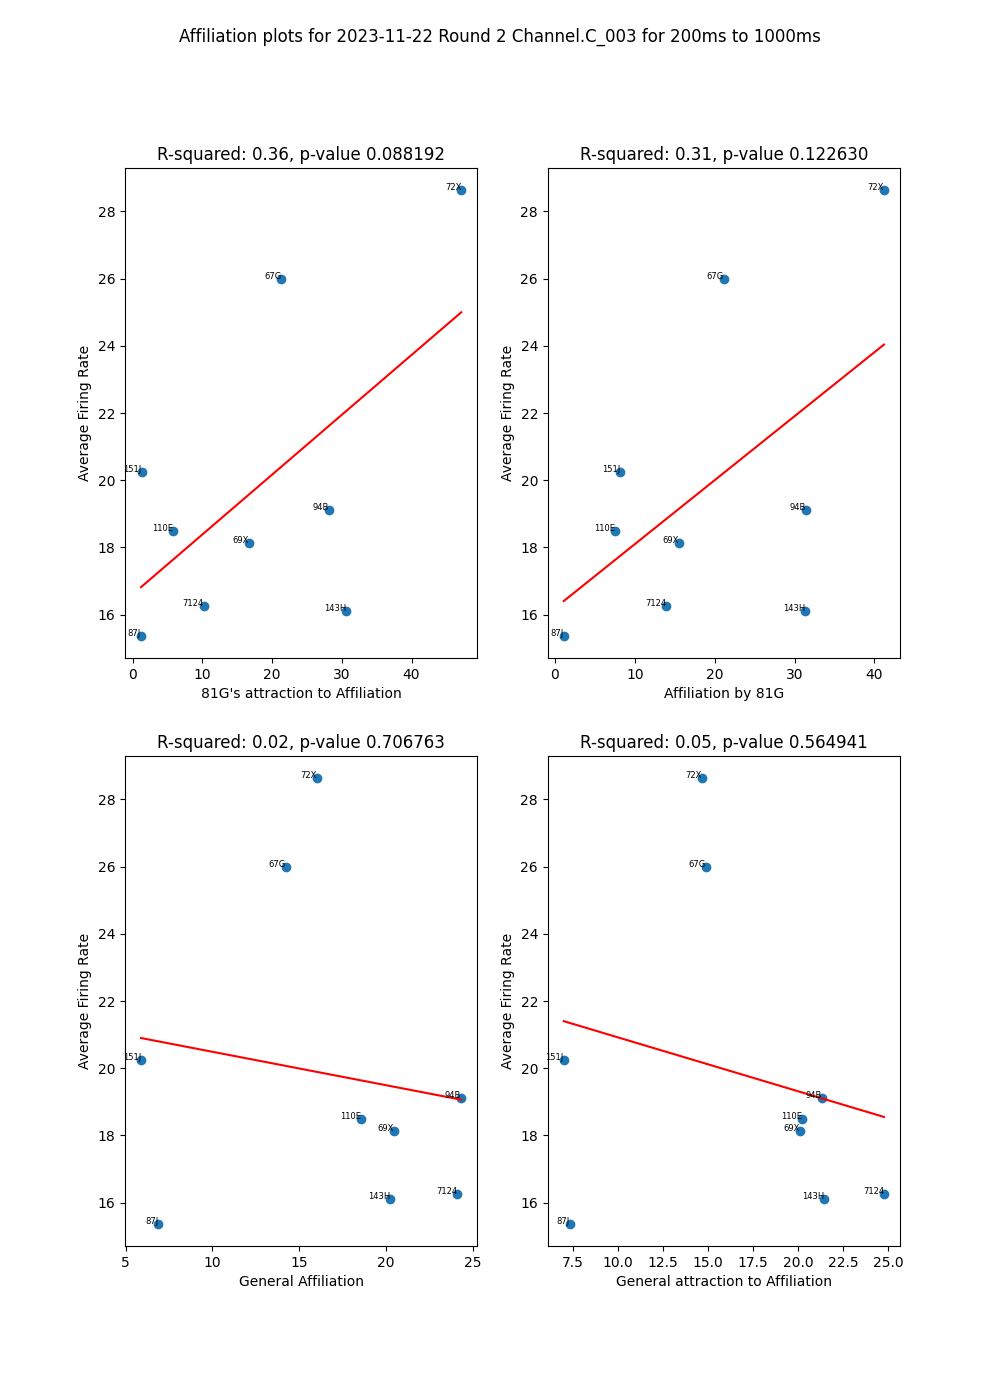 Affiliation plots for 2023-11-22 Round 2 Channel.C_003 for 200ms to 1000ms
R-squared: 0.36, p-value 0.088192
Average Firing Rate
28
26
24
22
20
18
16
72X
67G
151J
94B
110E
69X
7124
143H
87J
0 10 20 30 40
81G's attraction to Affiliation
R-squared: 0.31, p-value 0.122630
Average Firing Rate
28
26
24
22
20
18
16
72X
67G
151J
94B
110E
69X
7124
143H
87J
0 10 20 30 40
Affiliation by 81G
R-squared: 0.02, p-value 0.706763
Average Firing Rate
28
26
24
22
20
18
16
72X
67G
151J
94B
110E
69X
7124
143H
87J
5 10 15 20 25
General Affiliation
R-squared: 0.05, p-value 0.564941
Average Firing Rate
28
26
24
22
20
18
16
72X
67G
151J
94B
110E
69X
7124
143H
87J
7.5 10.0 12.5 15.0 17.5 20.0 22.5 25.0
General attraction to Affiliation